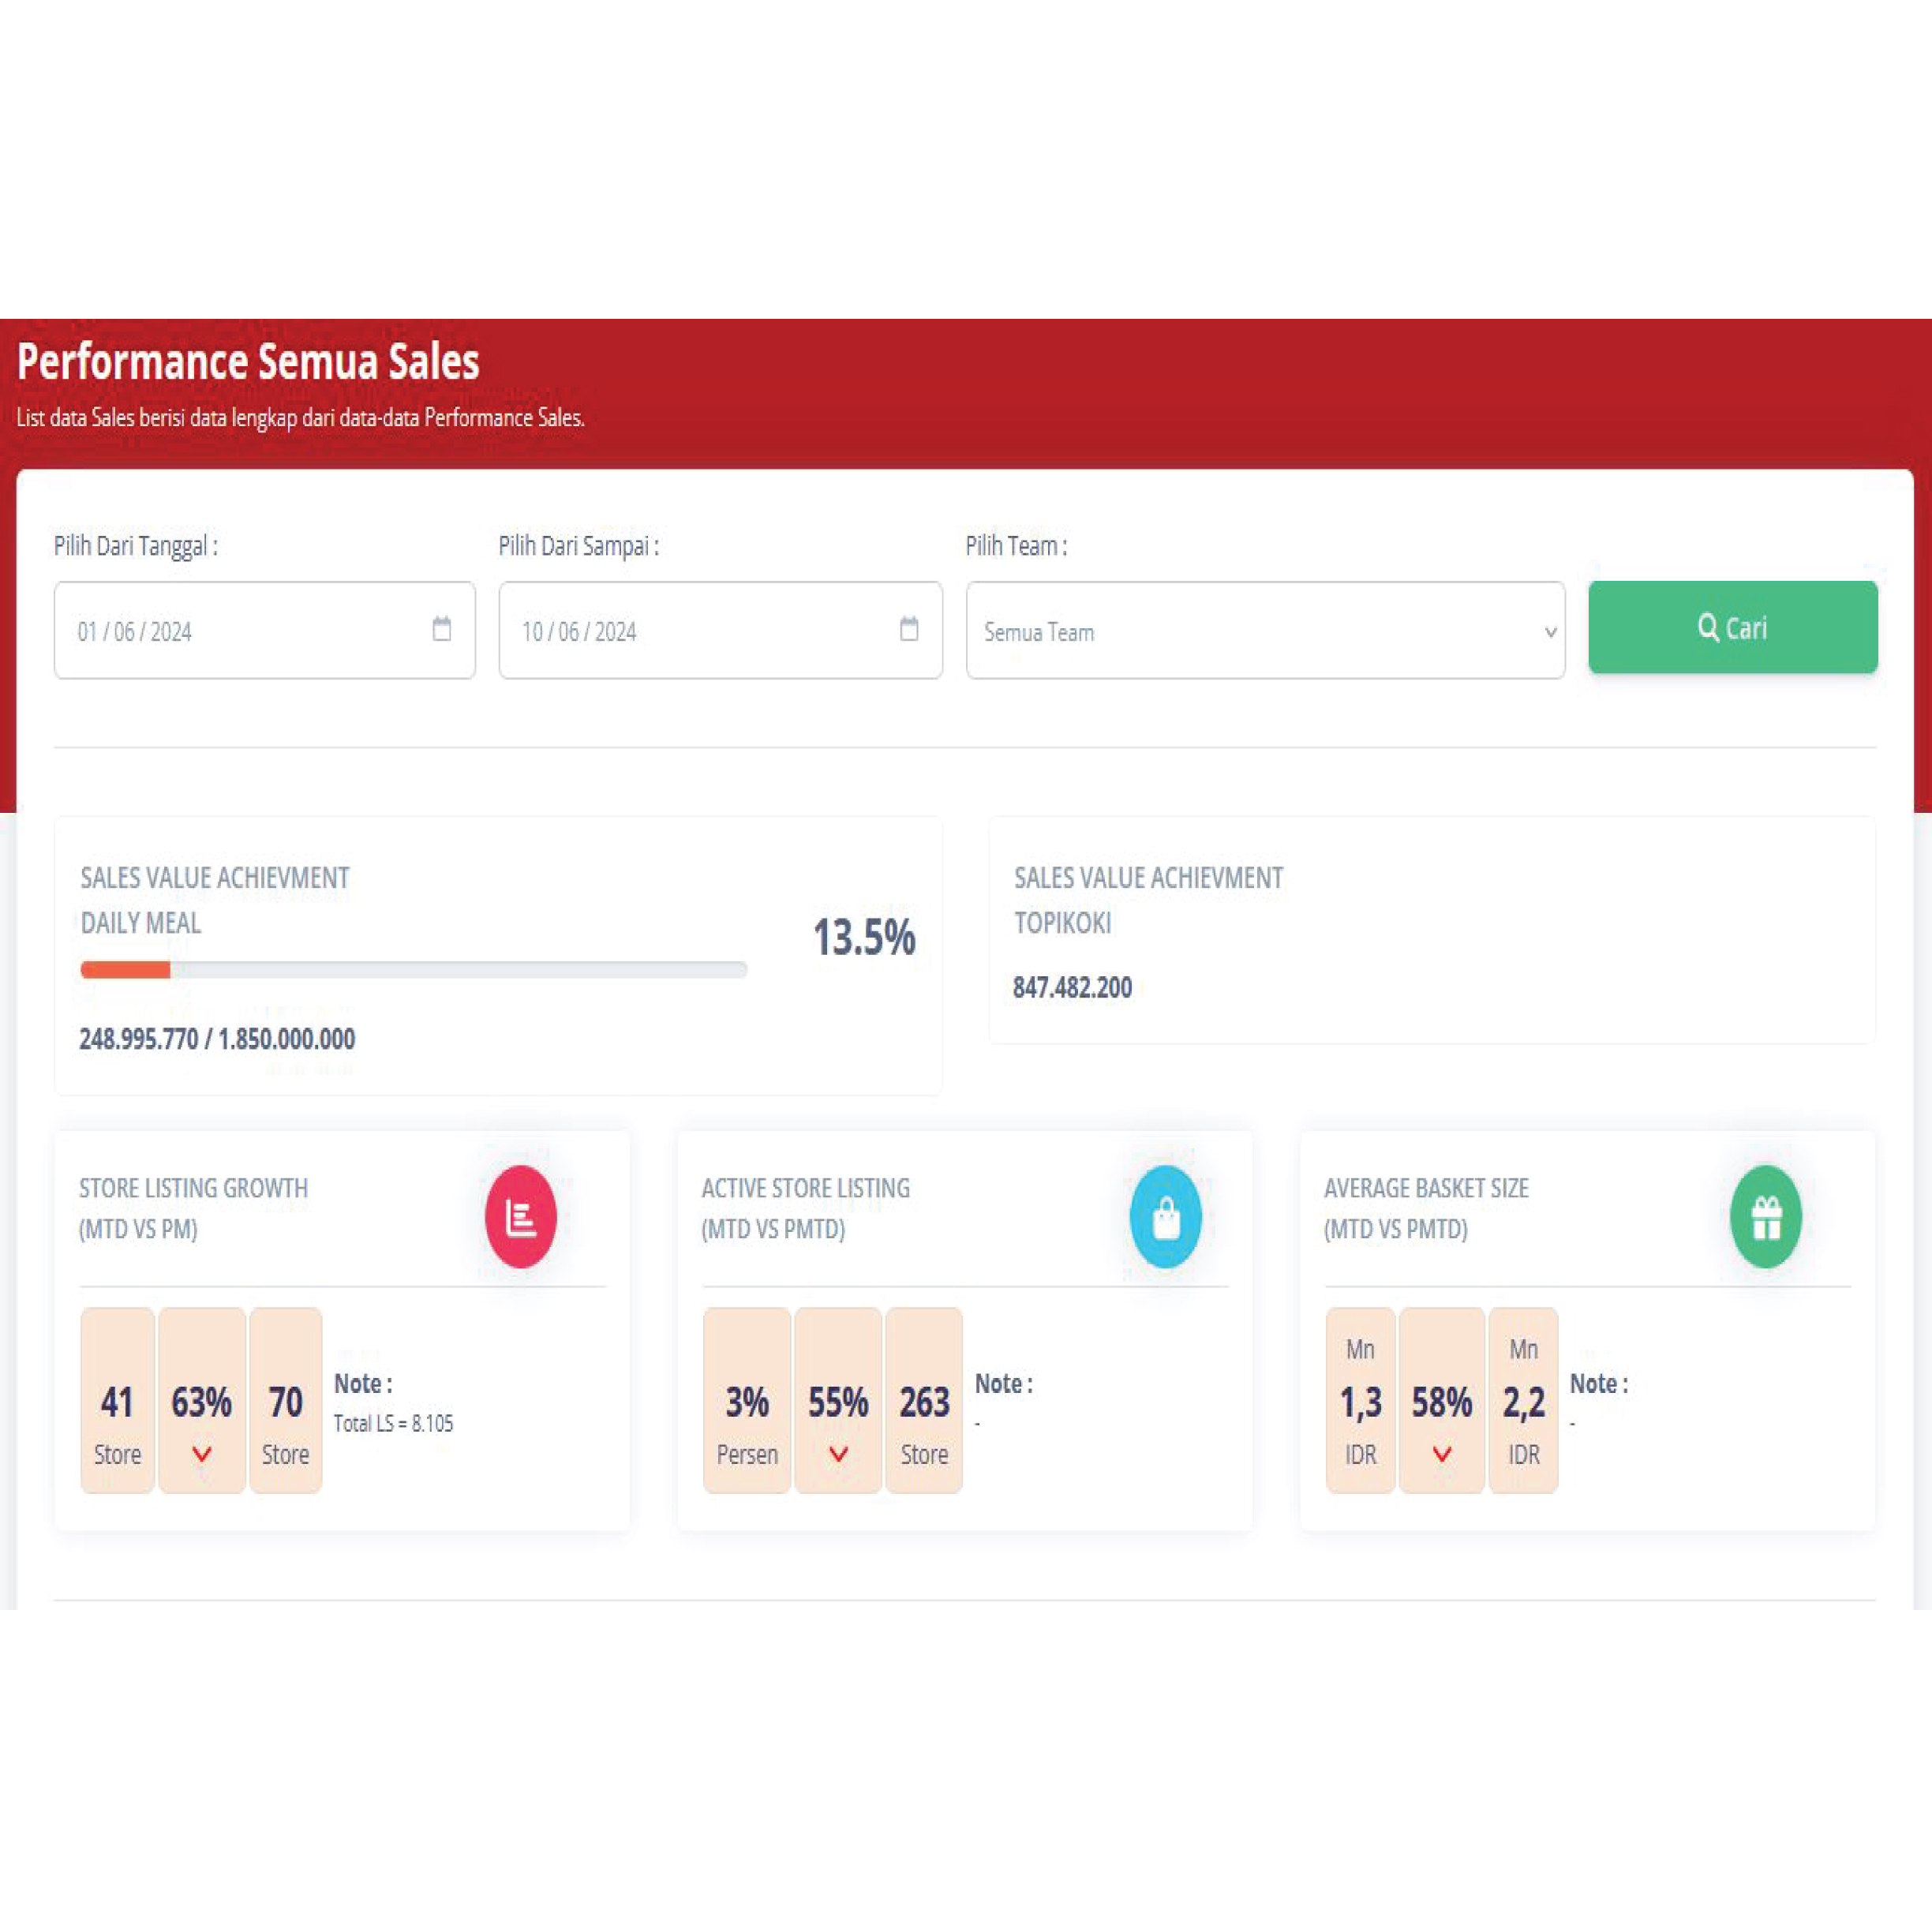 Performance Semua Sales
List data Sales berisi data lengkap dari data-data Performance Sales.
Pilih Dari Tanggal :
Pilih Dari Sampai :
Pilih Team :
01 / 06 / 2024
10 / 06 / 2024
Semua Team
Cari
SALES VALUE ACHIEVMENT
DAILY MEAL
13.5%
248.995.770 / 1.850.000.000
SALES VALUE ACHIEVMENT
TOPIKOKI
847.482.200
STORE LISTING GROWTH
(MTD VS PM)
41
Store
63%
70
Store
Note :
Total LS = 8.105
ACTIVE STORE LISTING
(MTD VS PMTD)
3%
Persen
55%
263
Store
Note :
-
AVERAGE BASKET SIZE
(MTD VS PMTD)
Mn
1,3
IDR
58%
Mn
2,2
IDR
Note :
-